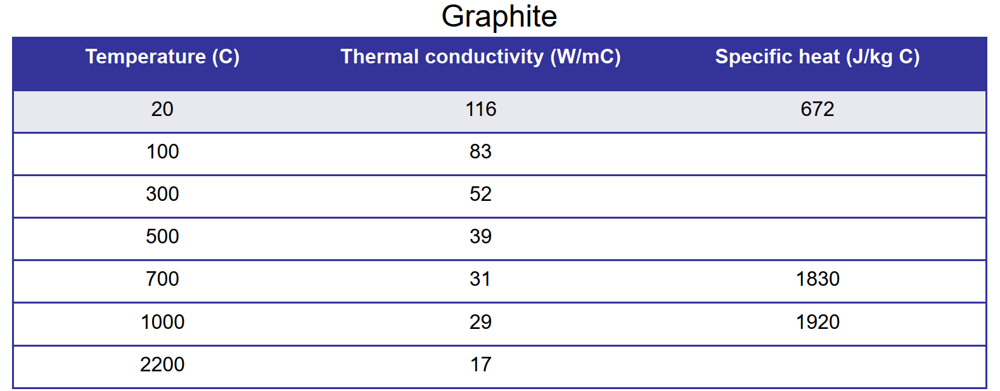 Graphite
Temperature (C) Thermal conductivity (W/mC) Specific heat (J/kg C)
20 116 672
100 83
300 52
500 39
700 31 1830
1000 29 1920
2200 17